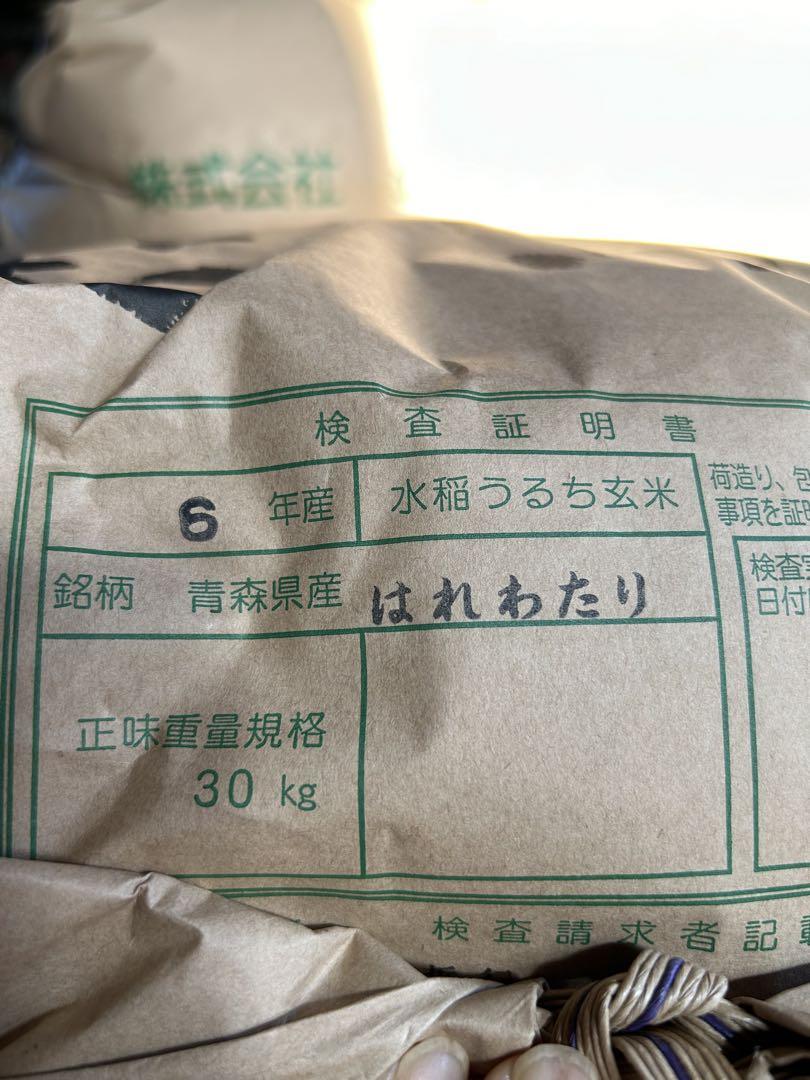 株式会社
検査証明書
6年産
水稲うるち玄米
銘柄 青森県産 はれわたり
正味重量規格
30 kg
荷造り、包
事項を証明
検査
日付
検査請求者記載